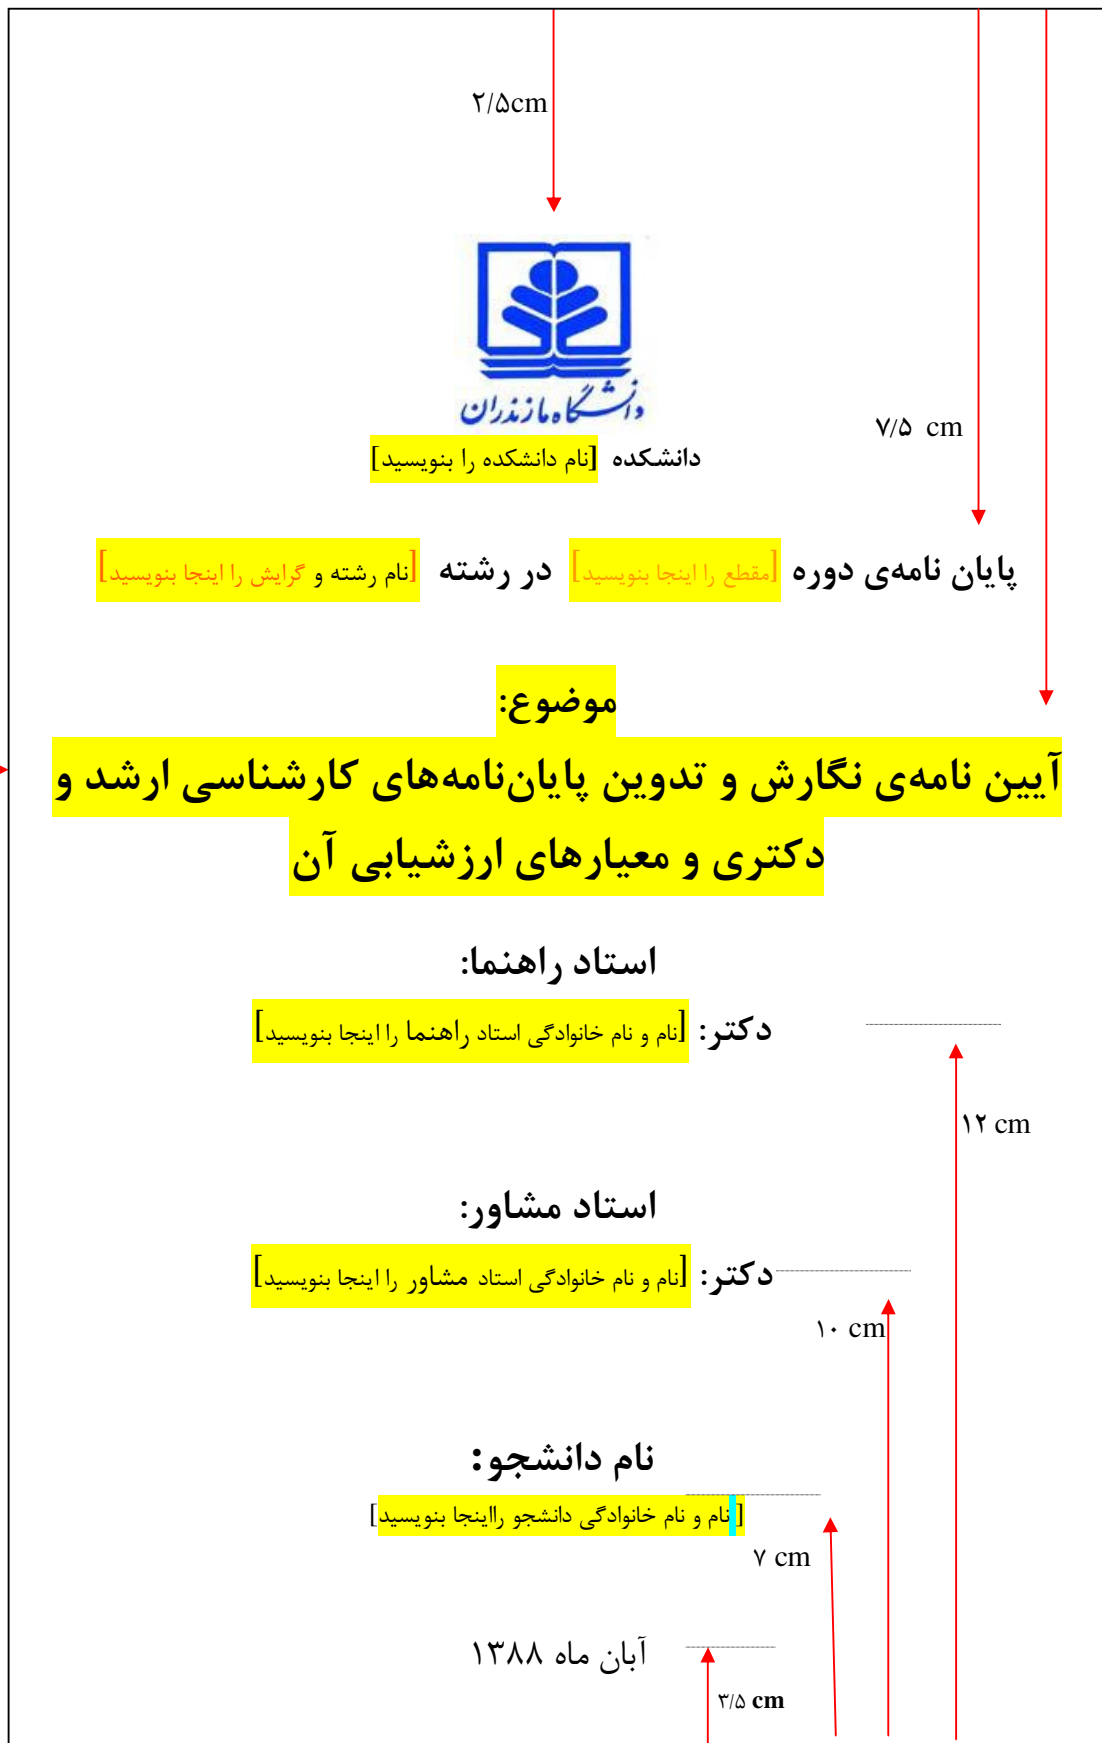 ۲/۵cm
دانشگاه مازندران
۷/۵ cm
دانشکده [نام دانشکده را بنویسید]
پایان نامه‌ی دوره [مقطع را اینجا بنویسید] در رشته [نام رشته و گرایش را اینجا بنویسید]
موضوع:
آیین نامه‌ی نگارش و تدوین پایان‌نامه‌های کارشناسی ارشد و
دکتری و معیارهای ارزشیابی آن
استاد راهنما:
دکتر: [نام و نام خانوادگی استاد راهنما را اینجا بنویسید]
۱۲ cm
استاد مشاور:
دکتر: [نام و نام خانوادگی استاد مشاور را اینجا بنویسید]
۱۰ cm
نام دانشجو:
[نام و نام خانوادگی دانشجو رااینجا بنویسید]
۷ cm
آبان ماه ۱۳۸۸
۳/۵ cm